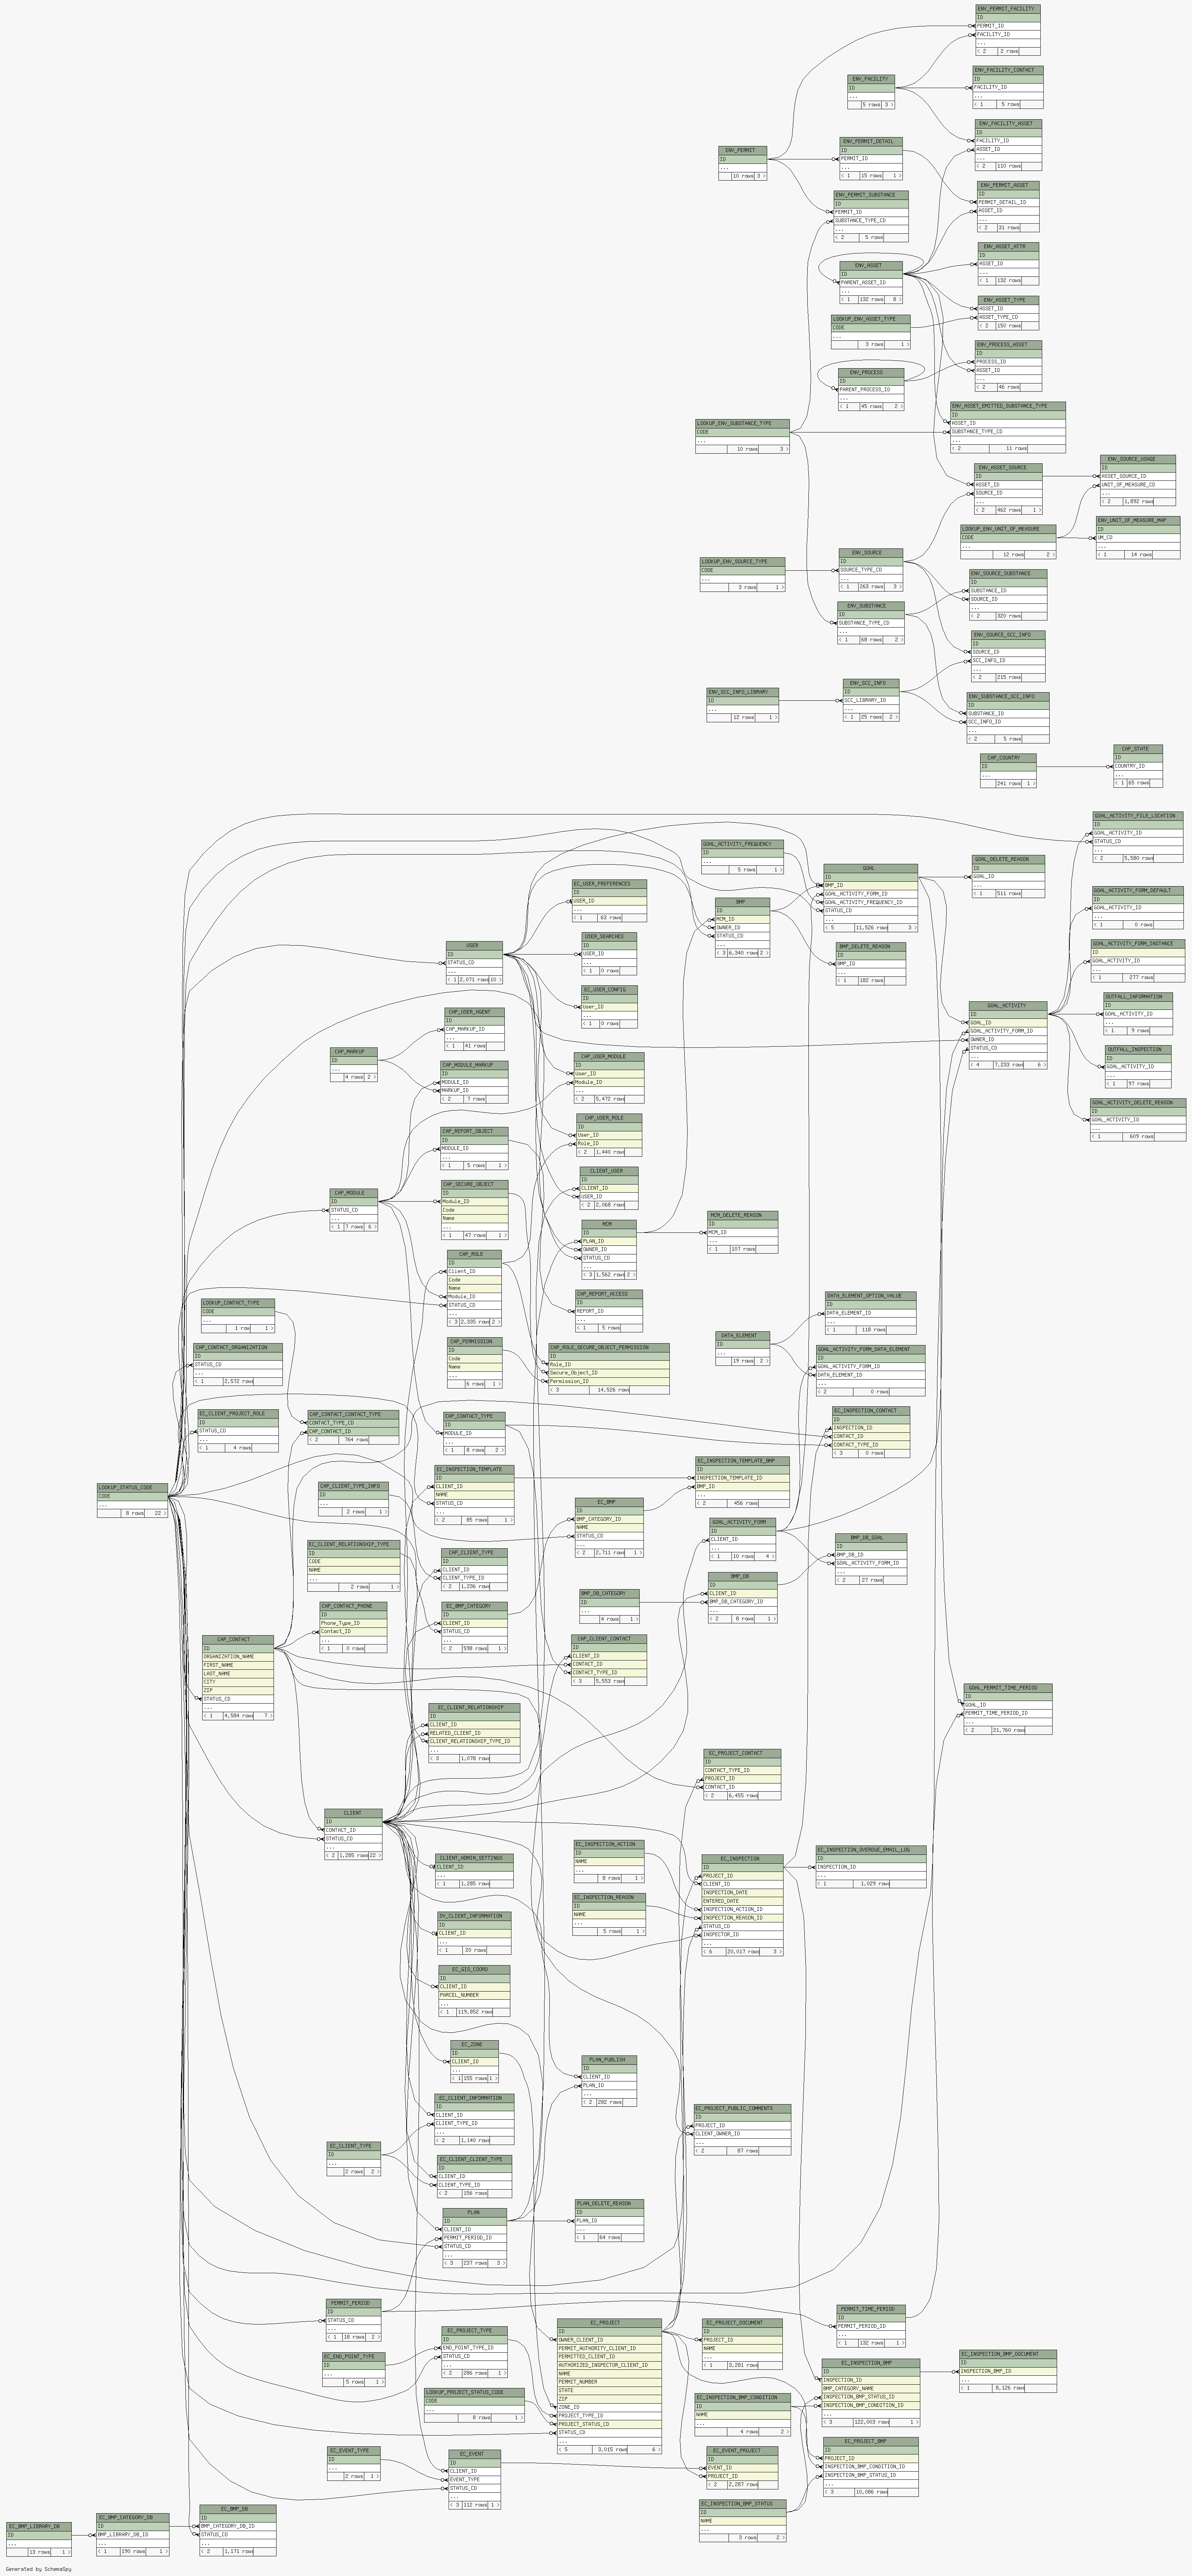 ENV_PERMIT_FACILITY
ID
PERMIT_ID
FACILITY_ID
...
< 2 2 rows
ENV_FACILITY
ID
...
5 rows 3 >
ENV_FACILITY_CONTACT
ID
FACILITY_ID
...
< 1 5 rows
ENV_FACILITY_ASSET
ID
FACILITY_ID
ASSET_ID
...
< 2 110 rows
ENV_PERMIT
ID
...
10 rows 3 >
ENV_PERMIT_DETAIL
ID
PERMIT_ID
...
< 1 15 rows 1 >
ENV_PERMIT_SUBSTANCE
ID
PERMIT_ID
SUBSTANCE_TYPE_CD
...
< 2 5 rows
ENV_PERMIT_ASSET
ID
PERMIT_DETAIL_ID
ASSET_ID
...
< 2 31 rows
ENV_ASSET_ATTR
ID
ASSET_ID
...
< 1 132 rows
ENV_ASSET
ID
PARENT_ASSET_ID
...
< 1 132 rows 8 >
ENV_ASSET_TYPE
ID
ASSET_ID
ASSET_TYPE_CD
< 2 150 rows
LOOKUP_ENV_ASSET_TYPE
CODE
...
3 rows 1 >
ENV_PROCESS_ASSET
ID
PROCESS_ID
ASSET_ID
...
< 2 46 rows
ENV_PROCESS
ID
PARENT_PROCESS_ID
...
< 1 45 rows 2 >
ENV_ASSET_EMITTED_SUBSTANCE_TYPE
ID
ASSET_ID
SUBSTANCE_TYPE_CD
...
< 2 11 rows
LOOKUP_ENV_SUBSTANCE_TYPE
CODE
...
10 rows 3 >
ENV_ASSET_SOURCE
ID
ASSET_ID
SOURCE_ID
...
< 2 462 rows 1 >
ENV_SOURCE_USAGE
ID
ASSET_SOURCE_ID
UNIT_OF_MEASURE_CD
...
< 2 1,892 rows
LOOKUP_ENV_UNIT_OF_MEASURE
CODE
...
12 rows 2 >
ENV_UNIT_OF_MEASURE_MAP
ID
UM_CD
...
< 1 14 rows
LOOKUP_ENV_SOURCE_TYPE
CODE
...
3 rows 1 >
ENV_SOURCE
ID
SOURCE_TYPE_CD
...
< 1 263 rows 3 >
ENV_SOURCE_SUBSTANCE
ID
SUBSTANCE_ID
SOURCE_ID
...
< 2 320 rows
ENV_SUBSTANCE
ID
SUBSTANCE_TYPE_CD
...
< 1 68 rows 2 >
ENV_SOURCE_SCC_INFO
ID
SOURCE_ID
SCC_INFO_ID
...
< 2 215 rows
ENV_SCC_INFO_LIBRARY
ID
...
12 rows 1 >
ENV_SCC_INFO
ID
SCC_LIBRARY_ID
...
< 1 25 rows 2 >
ENV_SUBSTANCE_SCC_INFO
ID
SUBSTANCE_ID
SCC_INFO_ID
...
< 2 5 rows
CAP_COUNTRY
ID
...
241 rows 1 >
CAP_STATE
ID
COUNTRY_ID
...
< 1 65 rows
GOAL_ACTIVITY_FILE_LOCATION
ID
GOAL_ACTIVITY_ID
STATUS_CD
...
< 2 5,580 rows
GOAL_ACTIVITY_FREQUENCY
ID
...
5 rows 1 >
GOAL
ID
BMP_ID
GOAL_ACTIVITY_FORM_ID
GOAL_ACTIVITY_FREQUENCY_ID
STATUS_CD
...
< 5 11,526 rows 3 >
GOAL_DELETE_REASON
ID
GOAL_ID
...
< 1 511 rows
GOAL_ACTIVITY_FORM_DEFAULT
ID
GOAL_ACTIVITY_ID
...
< 1 0 rows
EC_USER_PREFERENCES
ID
USER_ID
...
< 1 63 rows
BMP
ID
MCM_ID
OWNER_ID
STATUS_CD
...
< 3 6,340 rows 2 >
USER_SEARCHES
ID
USER_ID
...
< 1 0 rows
USER
ID
STATUS_CD
...
< 1 2,071 rows 10 >
BMP_DELETE_REASON
ID
BMP_ID
...
< 1 182 rows
GOAL_ACTIVITY_FORM_INSTANCE
ID
GOAL_ACTIVITY_ID
...
< 1 277 rows
EC_USER_CONFIG
ID
User_ID
...
< 1 0 rows
OUTFALL_INFORMATION
ID
GOAL_ACTIVITY_ID
...
< 1 9 rows
GOAL_ACTIVITY
ID
GOAL_ID
GOAL_ACTIVITY_FORM_ID
OWNER_ID
STATUS_CD
...
< 4 7,233 rows 6 >
CAP_USER_AGENT
ID
CAP_MARKUP_ID
...
< 1 41 rows
CAP_MARKUP
ID
...
4 rows 2 >
CAP_MODULE_MARKUP
ID
MODULE_ID
MARKUP_ID
< 2 7 rows
CAP_USER_MODULE
ID
User_ID
Module_ID
...
< 2 5,472 rows
OUTFALL_INSPECTION
ID
GOAL_ACTIVITY_ID
...
< 1 97 rows
GOAL_ACTIVITY_DELETE_REASON
ID
GOAL_ACTIVITY_ID
...
< 1 609 rows
CAP_USER_ROLE
ID
User_ID
Role_ID
< 2 1,440 rows
CAP_REPORT_OBJECT
ID
MODULE_ID
...
< 1 5 rows 1 >
CLIENT_USER
ID
CLIENT_ID
USER_ID
< 2 2,068 rows
CAP_MODULE
ID
STATUS_CD
...
< 1 7 rows 6 >
CAP_SECURE_OBJECT
ID
Module_ID
Code
Name
...
< 1 47 rows 1 >
MCM
ID
PLAN_ID
OWNER_ID
STATUS_CD
...
< 3 1,562 rows 2 >
MCM_DELETE_REASON
ID
MCM_ID
...
< 1 107 rows
CAP_ROLE
ID
Client_ID
Code
Name
Module_ID
STATUS_CD
...
< 3 2,335 rows 2 >
CAP_REPORT_ACCESS
ID
REPORT_ID
...
< 1 5 rows
LOOKUP_CONTACT_TYPE
CODE
...
1 row 1 >
DATA_ELEMENT_OPTION_VALUE
ID
DATA_ELEMENT_ID
...
< 1 118 rows
DATA_ELEMENT
ID
...
19 rows 2 >
CAP_CONTACT_ORGANIZATION
ID
STATUS_CD
...
< 1 2,572 rows
CAP_PERMISSION
ID
Code
Name
...
6 rows 1 >
CAP_ROLE_SECURE_OBJECT_PERMISSION
ID
Role_ID
Secure_Object_ID
Permission_ID
< 3 14,526 rows
GOAL_ACTIVITY_FORM_DATA_ELEMENT
ID
GOAL_ACTIVITY_FORM_ID
DATA_ELEMENT_ID
...
< 2 0 rows
EC_CLIENT_PROJECT_ROLE
ID
STATUS_CD
...
< 1 4 rows
CAP_CONTACT_CONTACT_TYPE
CONTACT_TYPE_CD
CAP_CONTACT_ID
< 2 764 rows
CAP_CONTACT_TYPE
ID
MODULE_ID
...
< 1 8 rows 2 >
EC_INSPECTION_CONTACT
ID
INSPECTION_ID
CONTACT_ID
CONTACT_TYPE_ID
< 3 0 rows
LOOKUP_STATUS_CODE
CODE
...
8 rows 22 >
CAP_CLIENT_TYPE_INFO
ID
...
2 rows 1 >
EC_INSPECTION_TEMPLATE
ID
CLIENT_ID
NAME
STATUS_CD
...
< 2 85 rows 1 >
EC_INSPECTION_TEMPLATE_BMP
ID
INSPECTION_TEMPLATE_ID
BMP_ID
...
< 2 456 rows
EC_BMP
ID
BMP_CATEGORY_ID
NAME
STATUS_CD
...
< 2 2,711 rows 1 >
GOAL_ACTIVITY_FORM
ID
CLIENT_ID
...
< 1 10 rows 4 >
BMP_DB_GOAL
ID
BMP_DB_ID
GOAL_ACTIVITY_FORM_ID
...
< 2 27 rows
EC_CLIENT_RELATIONSHIP_TYPE
ID
CODE
NAME
...
2 rows 1 >
CAP_CLIENT_TYPE
ID
CLIENT_ID
CLIENT_TYPE_ID
< 2 1,236 rows
BMP_DB
ID
CLIENT_ID
BMP_DB_CATEGORY_ID
...
< 2 8 rows 1 >
BMP_DB_CATEGORY
ID
...
4 rows 1 >
CAP_CONTACT_PHONE
ID
Phone_Type_ID
Contact_ID
...
< 1 0 rows
EC_BMP_CATEGORY
ID
CLIENT_ID
STATUS_CD
...
< 2 598 rows 1 >
CAP_CONTACT
ID
ORGANIZATION_NAME
FIRST_NAME
LAST_NAME
CITY
ZIP
STATUS_CD
...
< 1 4,584 rows 7 >
CAP_CLIENT_CONTACT
ID
CLIENT_ID
CONTACT_ID
CONTACT_TYPE_ID
< 3 5,553 rows
GOAL_PERMIT_TIME_PERIOD
ID
GOAL_ID
PERMIT_TIME_PERIOD_ID
...
< 2 21,760 rows
EC_CLIENT_RELATIONSHIP
ID
CLIENT_ID
RELATED_CLIENT_ID
CLIENT_RELATIONSHIP_TYPE_ID
...
< 3 1,078 rows
EC_PROJECT_CONTACT
ID
CONTACT_TYPE_ID
PROJECT_ID
CONTACT_ID
< 2 6,455 rows
CLIENT
ID
CONTACT_ID
STATUS_CD
...
< 2 1,285 rows 22 >
CLIENT_ADMIN_SETTINGS
CLIENT_ID
...
< 1 1,285 rows
EC_INSPECTION_ACTION
ID
NAME
...
8 rows 1 >
EC_INSPECTION
ID
PROJECT_ID
CLIENT_ID
INSPECTION_DATE
ENTERED_DATE
INSPECTION_ACTION_ID
INSPECTION_REASON_ID
STATUS_CD
INSPECTOR_ID
...
< 6 20,017 rows 3 >
EC_INSPECTION_OVERDUE_EMAIL_LOG
ID
INSPECTION_ID
...
< 1 1,029 rows
EC_INSPECTION_REASON
ID
NAME
...
5 rows 1 >
DV_CLIENT_INFORMATION
ID
CLIENT_ID
...
< 1 20 rows
EC_GIS_COORD
ID
CLIENT_ID
PARCEL_NUMBER
...
< 1 119,852 rows
EC_ZONE
ID
CLIENT_ID
...
< 1 155 rows 1 >
PLAN_PUBLISH
ID
CLIENT_ID
PLAN_ID
...
< 2 282 rows
EC_CLIENT_INFORMATION
ID
CLIENT_ID
CLIENT_TYPE_ID
...
< 2 1,140 rows
EC_PROJECT_PUBLIC_COMMENTS
ID
PROJECT_ID
CLIENT_OWNER_ID
...
< 2 87 rows
EC_CLIENT_TYPE
ID
...
2 rows 2 >
EC_CLIENT_CLIENT_TYPE
ID
CLIENT_ID
CLIENT_TYPE_ID
< 2 156 rows
PLAN
ID
CLIENT_ID
PERMIT_PERIOD_ID
STATUS_CD
...
< 3 237 rows 3 >
PLAN_DELETE_REASON
ID
PLAN_ID
...
< 1 64 rows
PERMIT_PERIOD
ID
STATUS_CD
...
< 1 18 rows 2 >
PERMIT_TIME_PERIOD
ID
PERMIT_PERIOD_ID
...
< 1 132 rows 1 >
EC_PROJECT_TYPE
ID
END_POINT_TYPE_ID
STATUS_CD
...
< 2 286 rows 1 >
EC_PROJECT
ID
OWNER_CLIENT_ID
PERMIT_AUTHORITY_CLIENT_ID
PERMITTED_CLIENT_ID
AUTHORIZED_INSPECTOR_CLIENT_ID
NAME
PERMIT_NUMBER
STATE
ZIP
ZONE_ID
PROJECT_TYPE_ID
PROJECT_STATUS_CD
STATUS_CD
...
< 5 3,015 rows 6 >
EC_PROJECT_DOCUMENT
ID
PROJECT_ID
NAME
...
< 1 3,281 rows
EC_END_POINT_TYPE
ID
...
5 rows 1 >
EC_INSPECTION_BMP
ID
INSPECTION_ID
BMP_CATEGORY_NAME
INSPECTION_BMP_STATUS_ID
INSPECTION_BMP_CONDITION_ID
...
< 3 122,003 rows 1 >
EC_INSPECTION_BMP_DOCUMENT
ID
INSPECTION_BMP_ID
...
< 1 8,126 rows
LOOKUP_PROJECT_STATUS_CODE
CODE
...
8 rows 1 >
EC_INSPECTION_BMP_CONDITION
ID
NAME
...
4 rows 2 >
EC_PROJECT_BMP
ID
PROJECT_ID
INSPECTION_BMP_CONDITION_ID
INSPECTION_BMP_STATUS_ID
...
< 3 10,086 rows
EC_EVENT_TYPE
ID
...
2 rows 1 >
EC_EVENT
ID
CLIENT_ID
EVENT_TYPE
STATUS_CD
...
< 3 112 rows 1 >
EC_EVENT_PROJECT
ID
EVENT_ID
PROJECT_ID
< 2 2,287 rows
EC_INSPECTION_BMP_STATUS
ID
NAME
...
3 rows 2 >
EC_BMP_LIBRARY_DB
ID
...
13 rows 1 >
EC_BMP_CATEGORY_DB
ID
BMP_LIBRARY_DB_ID
...
< 1 190 rows 1 >
EC_BMP_DB
ID
BMP_CATEGORY_DB_ID
STATUS_CD
...
< 2 1,171 rows
Generated by SchemaSpy